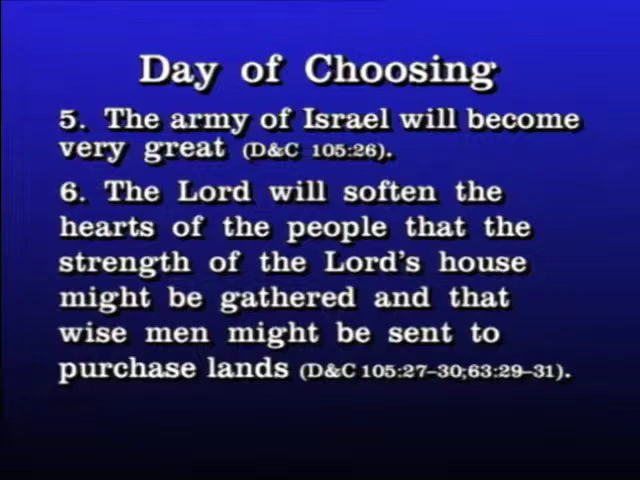 Day of Choosing
5. The army of Israel will become
very great (D&C 105:26).
6. The Lord will soften the
hearts of the people that the
strength of the Lord's house
might be gathered and that
wise men might be sent to
purchase lands (D&C 105:27–30;63:29–31).